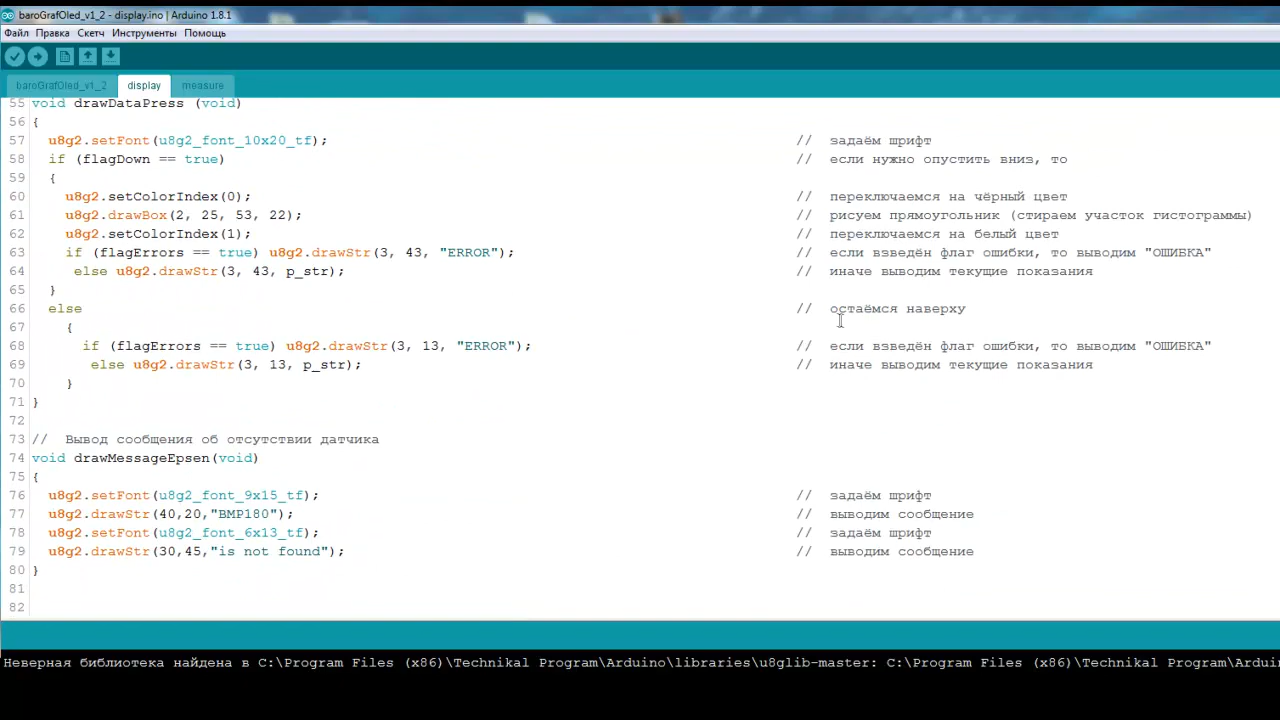 baroGrafOled_v1_2 - display.ino | Arduino 1.8.1
Файл Правка Скетч Инструменты Помощь
baroGrafOled_v1_2 display measure
55 void drawDataPress (void)
56 {
57 u8g2.setFont(u8g2_font_10x20_tf); // задаём шрифт
58 if (flagDown == true) // если нужно опустить вниз, то
59 {
60 u8g2.setColorIndex(0); // переключаемся на чёрный цвет
61 u8g2.drawBox(2, 25, 53, 22); // рисуем прямоугольник (стираем участок гистограммы)
62 u8g2.setColorIndex(1); // переключаемся на белый цвет
63 if (flagErrors == true) u8g2.drawStr(3, 43, "ERROR"); // если взведён флаг ошибки, то выводим "ОШИБКА"
64 else u8g2.drawStr(3, 43, p_str); // иначе выводим текущие показания
65 }
66 else // остаёмся наверху
67 {
68 if (flagErrors == true) u8g2.drawStr(3, 13, "ERROR"); // если взведён флаг ошибки, то выводим "ОШИБКА"
69 else u8g2.drawStr(3, 13, p_str); // иначе выводим текущие показания
70 }
71 }
72
73 // Вывод сообщения об отсутствии датчика
74 void drawMessageEpsen(void)
75 {
76 u8g2.setFont(u8g2_font_9x15_tf); // задаём шрифт
77 u8g2.drawStr(40,20,"BMP180"); // выводим сообщение
78 u8g2.setFont(u8g2_font_6x13_tf); // задаём шрифт
79 u8g2.drawStr(30,45,"is not found"); // выводим сообщение
80 }
81
82
Неверная библиотека найдена в C:\Program Files (x86)\Technikal Program\Arduino\libraries\u8glib-master: C:\Program Files (x86)\Technikal Program\Ardui